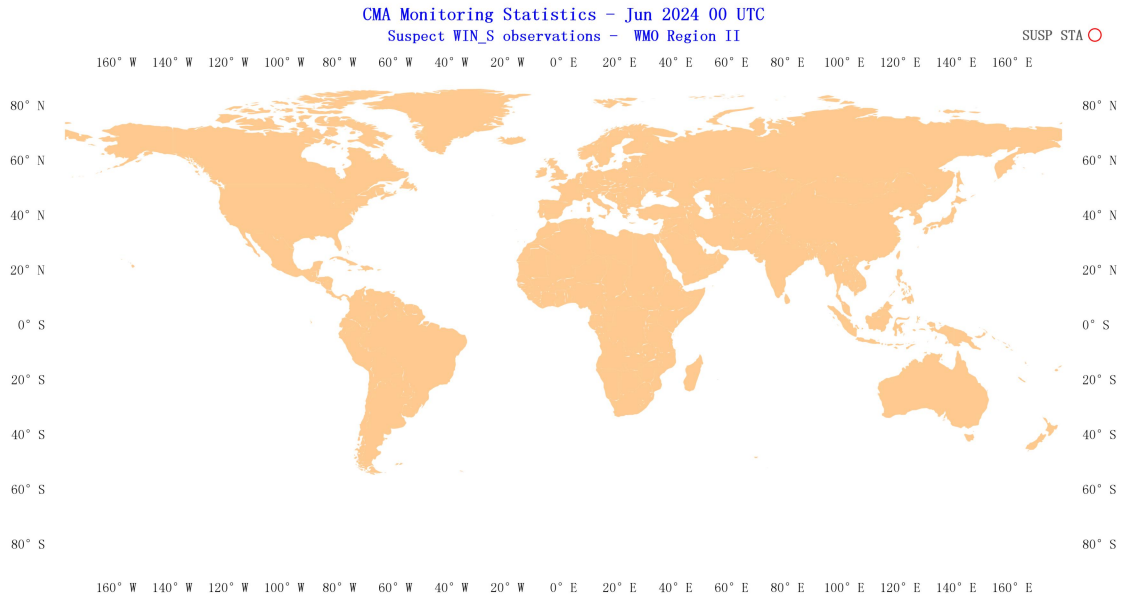 CMA Monitoring Statistics - Jun 2024 00 UTC
Suspect WIN_S observations - WMO Region II
SUSP STA
160° W 140° W 120° W 100° W 80° W 60° W 40° W 20° W 0° E 20° E 40° E 60° E 80° E 100° E 120° E 140° E 160° E
80° N 80° N
60° N 60° N
40° N 40° N
20° N 20° N
0° S 0° S
20° S 20° S
40° S 40° S
60° S 60° S
80° S 80° S
160° W 140° W 120° W 100° W 80° W 60° W 40° W 20° W 0° E 20° E 40° E 60° E 80° E 100° E 120° E 140° E 160° E